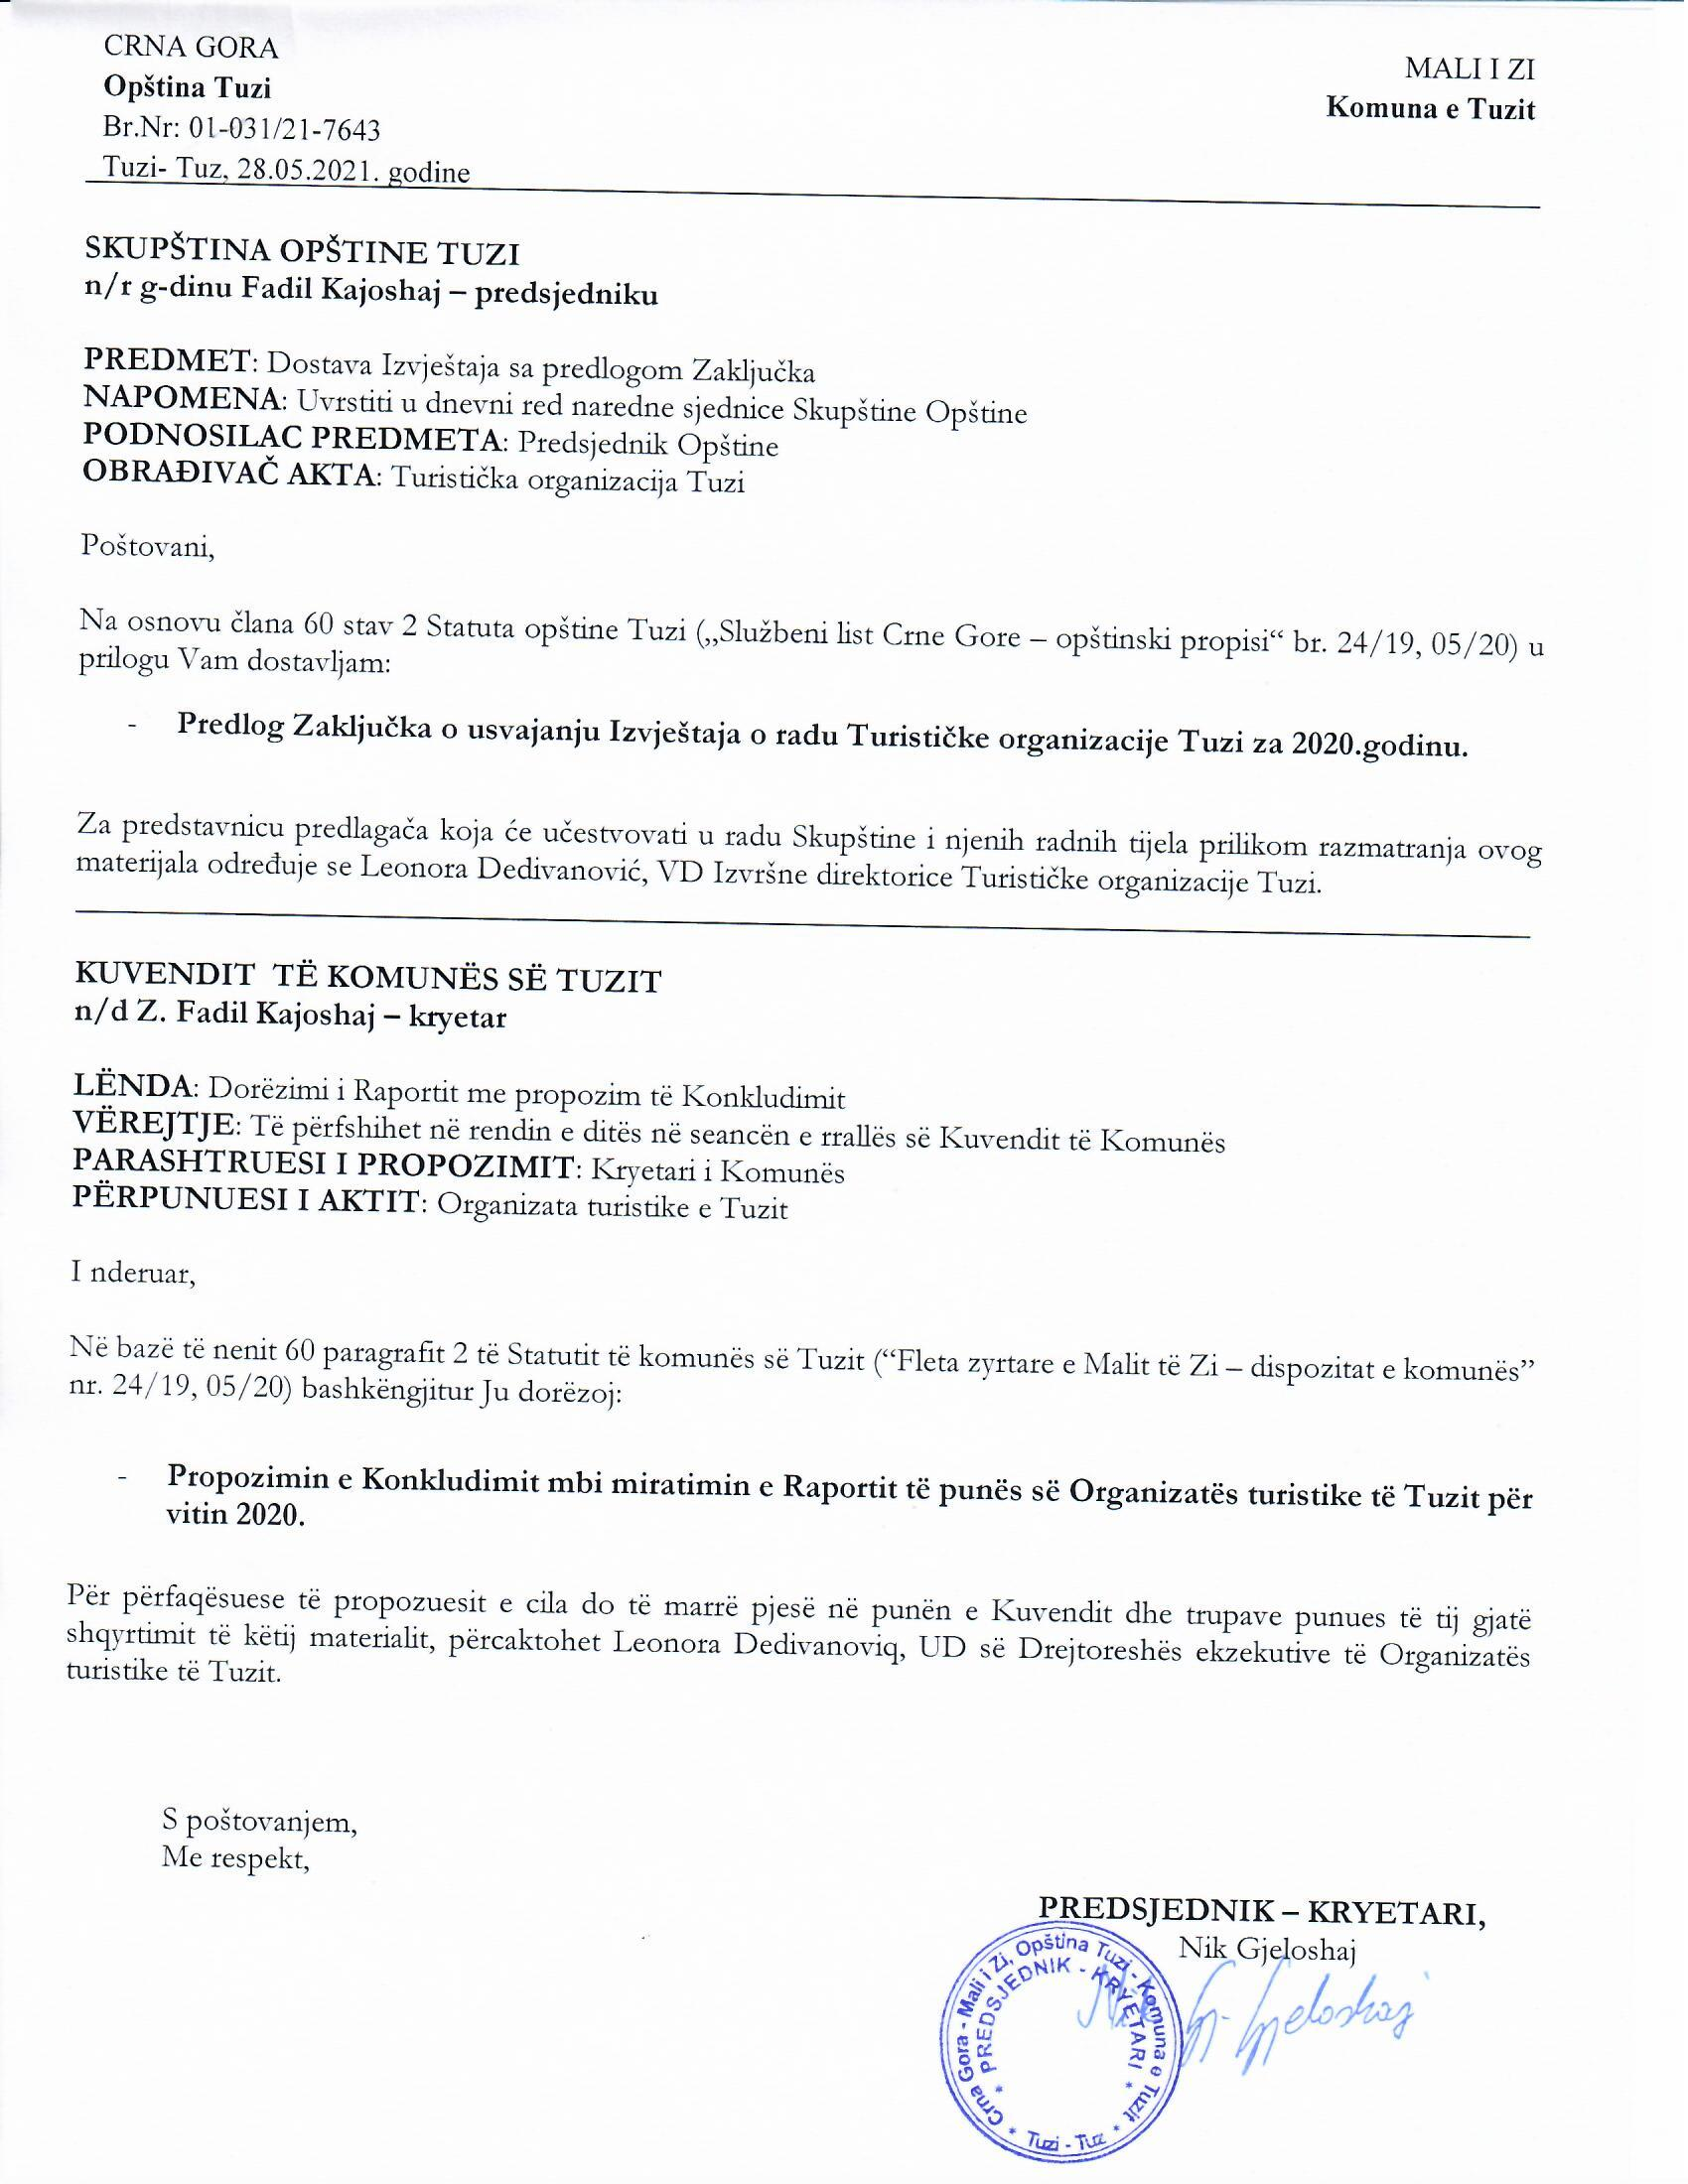 CRNA GORA
Opština Tuzi
Br.Nr: 01-031/21-7643
Tuzi- Tuz, 28.05.2021. godine
MALI I ZI
Komuna e Tuzit
SKUPŠTINA OPŠTINE TUZI
n/r g-dinu Fadil Kajoshaj – predsjedniku
PREDMET: Dostava Izvještaja sa predlogom Zaključka
NAPOMENA: Uvrstiti u dnevni red naredne sjednice Skupštine Opštine
PODNOSILAC PREDMETA: Predsjednik Opštine
OBRAĐIVAČ AKTA: Turistička organizacija Tuzi
Poštovani,
Na osnovu člana 60 stav 2 Statuta opštine Tuzi („Službeni list Crne Gore – opštinski propisi“ br. 24/19, 05/20) u
prilogu Vam dostavljam:
- Predlog Zaključka o usvajanju Izvještaja o radu Turističke organizacije Tuzi za 2020.godinu.
Za predstavnicu predlagača koja će učestvovati u radu Skupštine i njenih radnih tijela prilikom razmatranja ovog
materijala određuje se Leonora Dedivanović, VD Izvršne direktorice Turističke organizacije Tuzi.
KUVENDIT TË KOMUNËS SË TUZIT
n/d Z. Fadil Kajoshaj – kryetar
LËNDA: Dorëzimi i Raportit me propozim të Konkludimit
VËREJTJE: Të përfshihet në rendin e ditës në seancën e rrallës së Kuvendit të Komunës
PARASHTRUESI I PROPOZIMIT: Kryetari i Komunës
PËRPUNUESI I AKTIT: Organizata turistike e Tuzit
I nderuar,
Në bazë të nenit 60 paragrafit 2 të Statutit të komunës së Tuzit (“Fleta zyrtare e Malit të Zi – dispozitat e komunës”
nr. 24/19, 05/20) bashkëngjitur Ju dorëzoj:
- Propozimin e Konkludimit mbi miratimin e Raportit të punës së Organizatës turistike të Tuzit për
vitin 2020.
Për përfaqësuese të propozuesit e cila do të marrë pjesë në punën e Kuvendit dhe trupave punues të tij gjatë
shqyrtimit të këtij materialit, përcaktohet Leonora Dedivanoviq, UD së Drejtoreshës ekzekutive të Organizatës
turistike të Tuzit.
S poštovanjem,
Me respekt,
PREDSJEDNIK – KRYETARI,
Nik Gjeloshaj
Crna Gora - Mali i Zi, Opština Tuzi - Komuna e Tuzit
* PREDSJEDNIK - KRYETARI *
* Tuzi - Tuz *
Nik Gj- Gjeloshaj